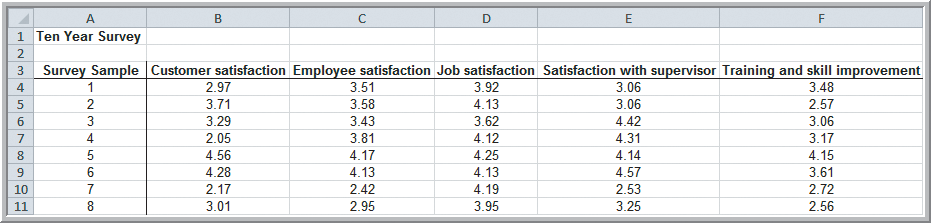 A B C D E F
1 Ten Year Survey
2
3 Survey Sample Customer satisfaction Employee satisfaction Job satisfaction Satisfaction with supervisor Training and skill improvement
4 1 2.97 3.51 3.92 3.06 3.48
5 2 3.71 3.58 4.13 3.06 2.57
6 3 3.29 3.43 3.62 4.42 3.06
7 4 2.05 3.81 4.12 4.31 3.17
8 5 4.56 4.17 4.25 4.14 4.15
9 6 4.28 4.13 4.13 4.57 3.61
10 7 2.17 2.42 4.19 2.53 2.72
11 8 3.01 2.95 3.95 3.25 2.56